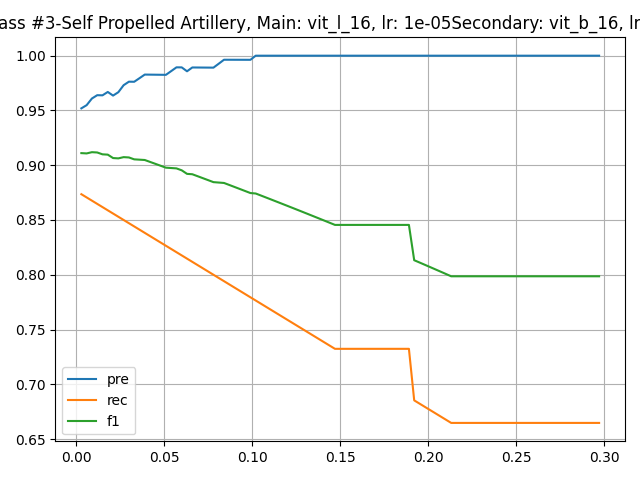 ass #3-Self Propelled Artillery, Main: vit_l_16, lr: 1e-05Secondary: vit_b_16, lr
1.00
0.95
0.90
0.85
0.80
0.75
0.70
0.65
pre
rec
f1
0.00 0.05 0.10 0.15 0.20 0.25 0.30